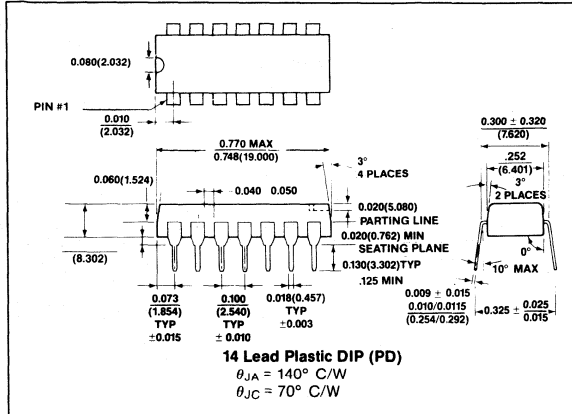 0.080(2.032)
PIN #1
0.010
(2.032)
0.770 MAX
0.748(19.000)
3°
4 PLACES
0.300 ± 0.320
(7.620)
.252
(6.401)
3°
2 PLACES
0.060(1.524)
0.040 0.050
0.020(5.080)
PARTING LINE
0.020(0.762) MIN
SEATING PLANE
0.130(3.302)TYP
.125 MIN
(8.302)
0°
10° MAX
0.073
(1.854)
TYP
±0.015
0.100
(2.540)
TYP
± 0.010
0.018(0.457)
TYP
±0.003
0.009 ± 0.015
0.010/0.0115
(0.254/0.292)
0.325 ± 0.025
0.015
14 Lead Plastic DIP (PD)
θJA = 140° C/W
θJC = 70° C/W